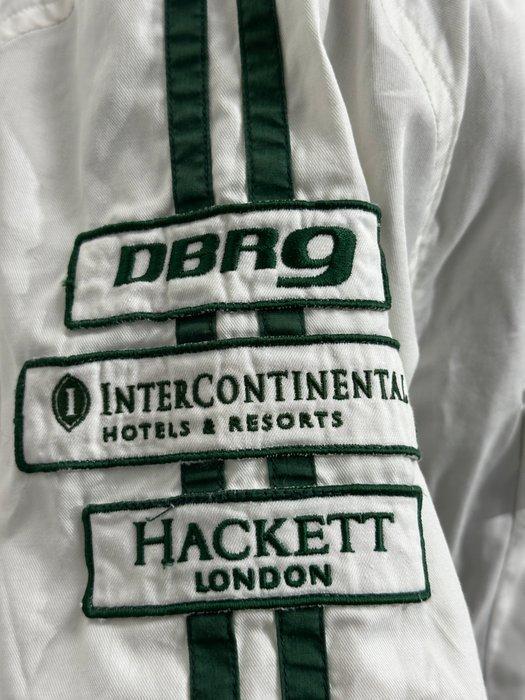 DBR9
I INTERCONTINENTAL
HOTELS & RESORTS
HACKETT
LONDON